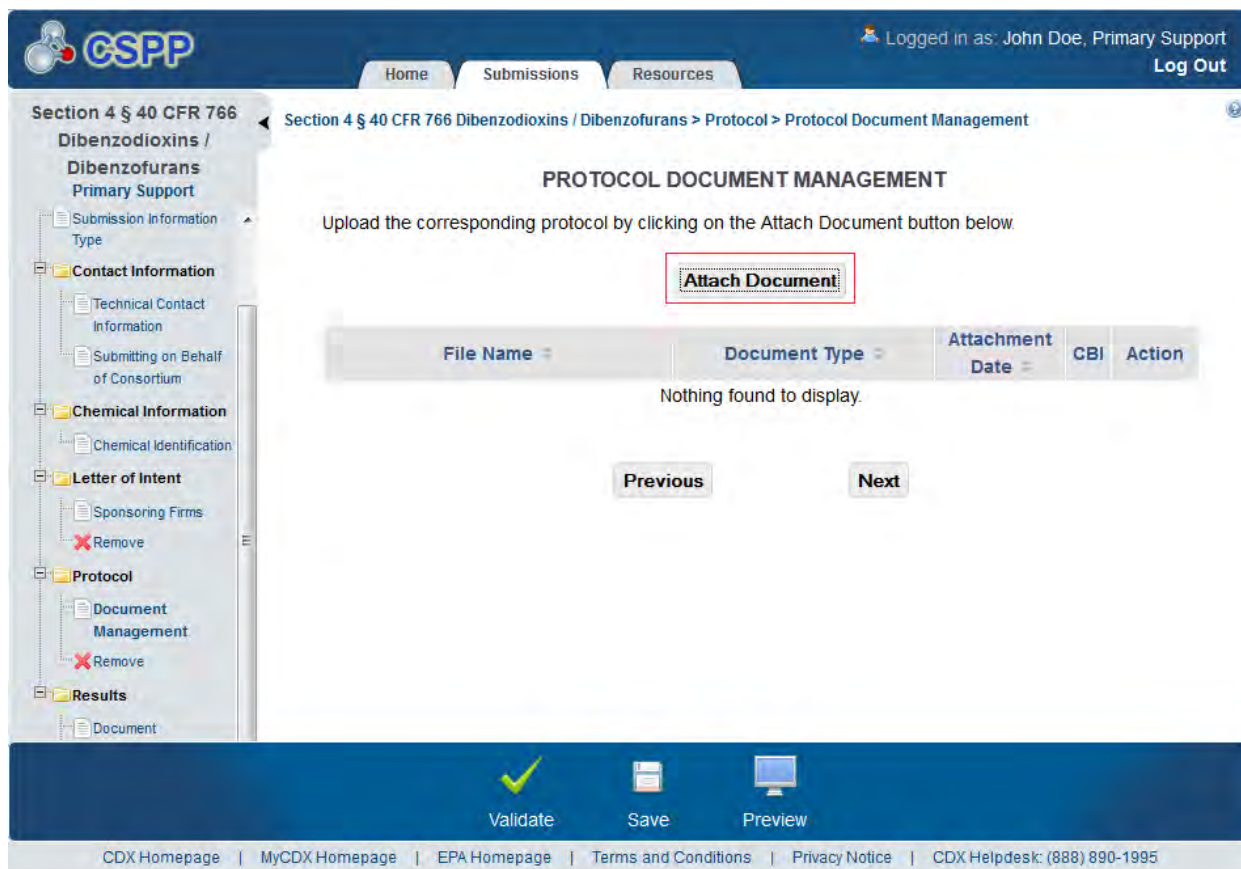 CSPP
Logged in as: John Doe, Primary Support
Log Out
Home Submissions Resources
Section 4 § 40 CFR 766
Dibenzodioxins /
Dibenzofurans
Primary Support
Submission Information
Type
Contact Information
Technical Contact
Information
Submitting on Behalf
of Consortium
Chemical Information
Chemical Identification
Letter of Intent
Sponsoring Firms
Remove
Protocol
Document
Management
Remove
Results
Document
Section 4 § 40 CFR 766 Dibenzodioxins / Dibenzofurans > Protocol > Protocol Document Management
PROTOCOL DOCUMENT MANAGEMENT
Upload the corresponding protocol by clicking on the Attach Document button below.
Attach Document
File Name Document Type Attachment Date CBI Action
Nothing found to display.
Previous Next
Validate Save Preview
CDX Homepage | MyCDX Homepage | EPA Homepage | Terms and Conditions | Privacy Notice | CDX Helpdesk: (888) 890-1995